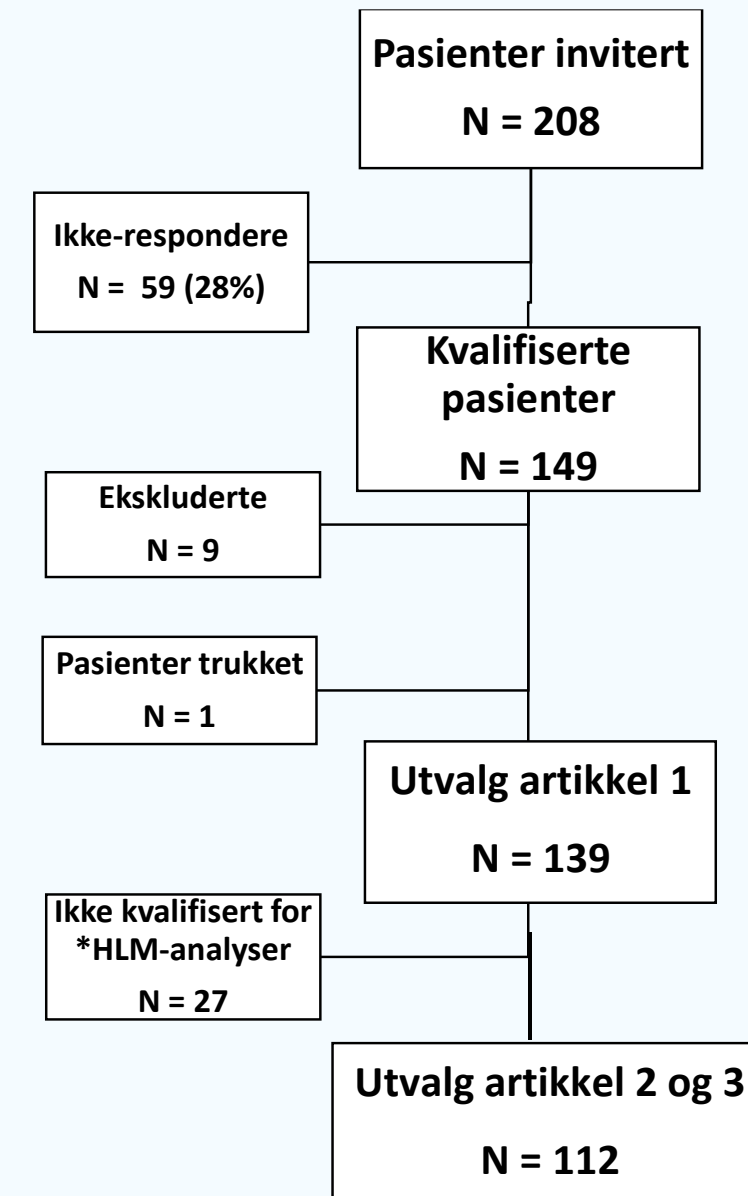 Pasienter invitert
N = 208
Ikke-respondere
N = 59 (28%)
Kvalifiserte
pasienter
N = 149
Ekskluderte
N = 9
Pasienter trukket
N = 1
Utvalg artikkel 1
N = 139
Ikke kvalifisert for
*HLM-analyser
N = 27
Utvalg artikkel 2 og 3
N = 112